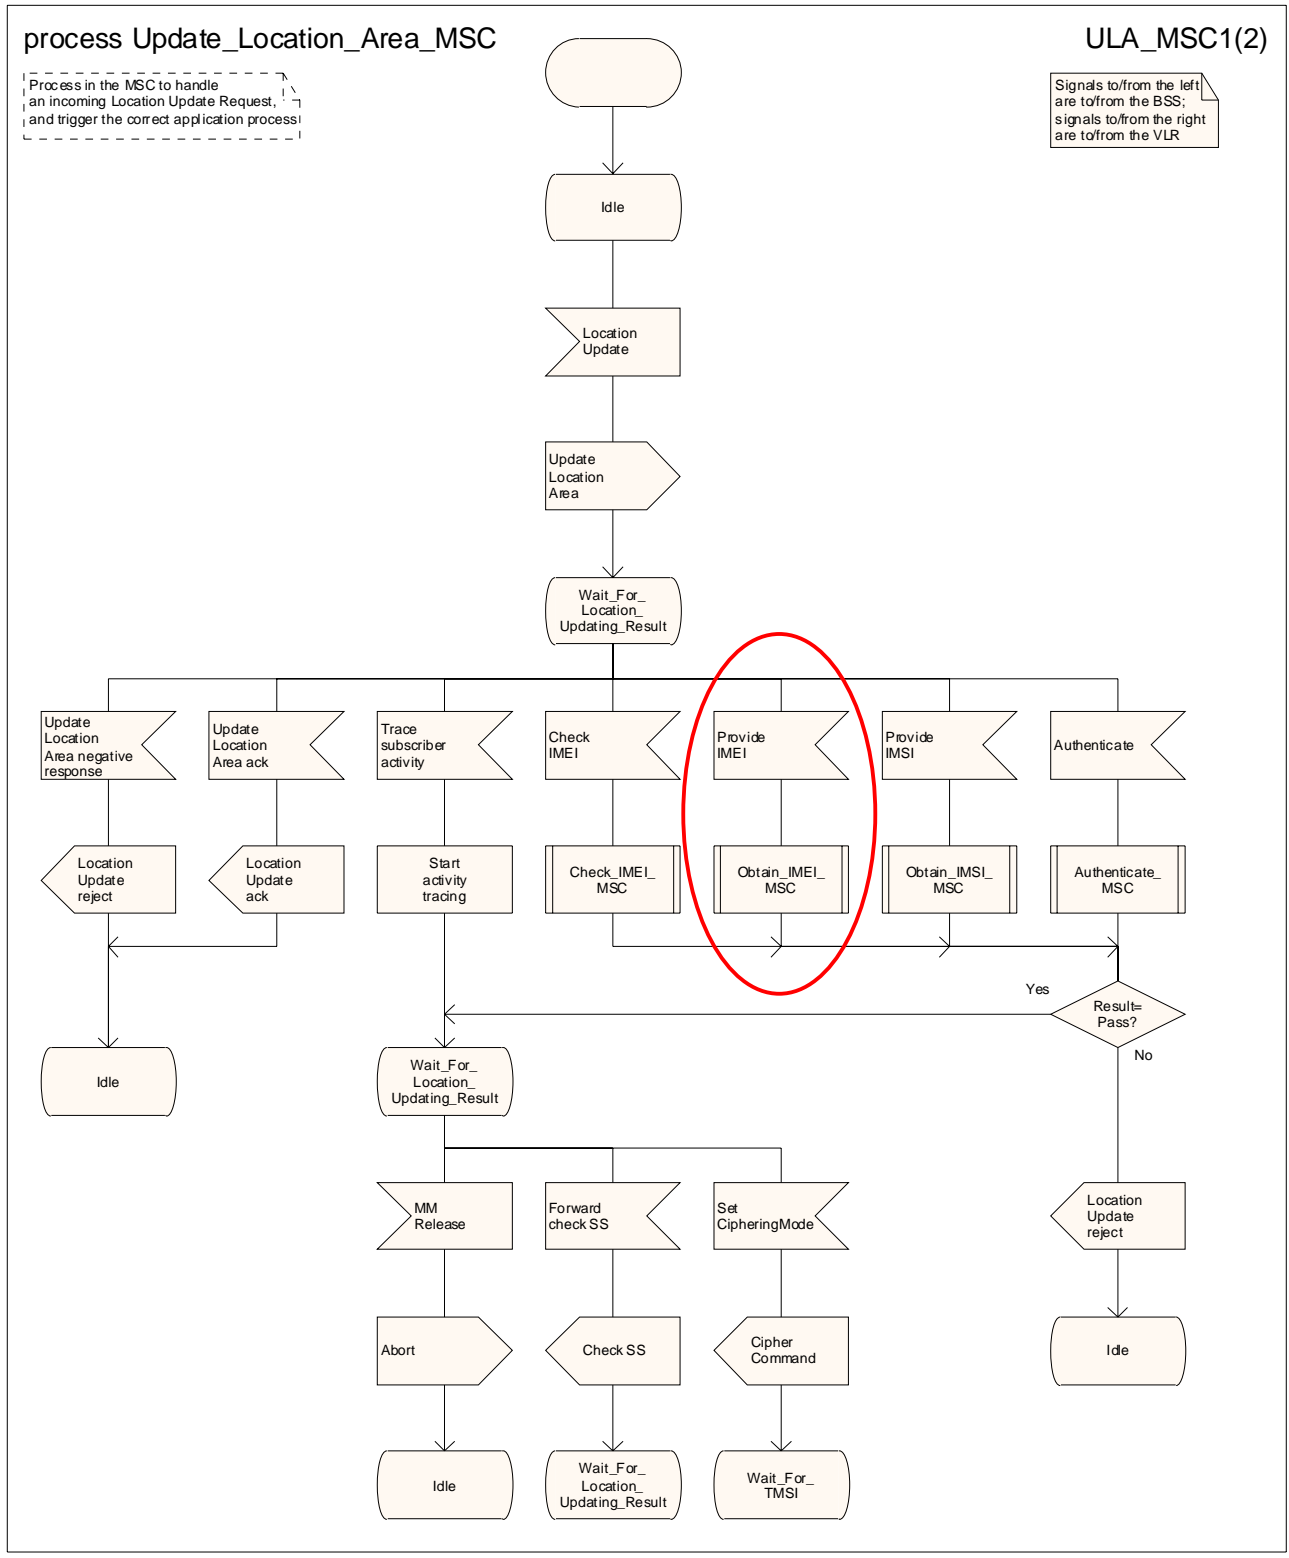 process Update_Location_Area_MSC
ULA_MSC1(2)
Process in the MSC to handle
an incoming Location Update Request,
and trigger the correct application process
Signals to/from the left
are to/from the BSS;
signals to/from the right
are to/from the VLR
Idle
Location
Update
Update
Location
Area
Wait_For_
Location_
Updating_Result
Update
Location
Area negative
response
Update
Location
Area ack
Trace
subscriber
activity
Check
IMEI
Provide
IMEI
Provide
IMSI
Authenticate
Location
Update
reject
Location
Update
ack
Start
activity
tracing
Check_IMEI_
MSC
Obtain_IMEI_
MSC
Obtain_IMSI_
MSC
Authenticate_
MSC
Yes
Result=
Pass?
No
Idle
Wait_For_
Location_
Updating_Result
MM
Release
Forward
check SS
Set
CipheringMode
Location
Update
reject
Abort
Check SS
Cipher
Command
Idle
Idle
Wait_For_
Location_
Updating_Result
Wait_For_
TMSI